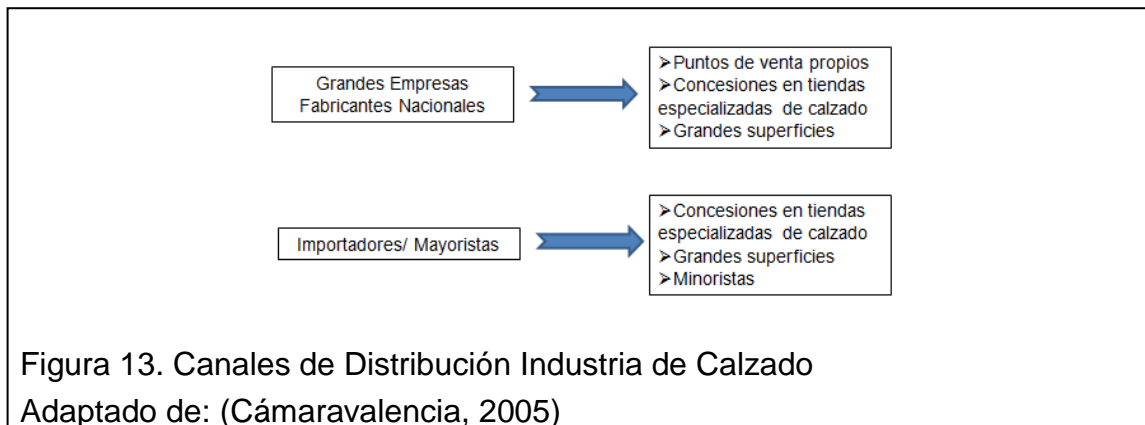 Grandes Empresas
Fabricantes Nacionales
➢Puntos de venta propios
➢Concesiones en tiendas
especializadas de calzado
➢Grandes superficies
Importadores/ Mayoristas
➢Concesiones en tiendas
especializadas de calzado
➢Grandes superficies
➢Minoristas
Figura 13. Canales de Distribución Industria de Calzado
Adaptado de: (Cámaravalencia, 2005)